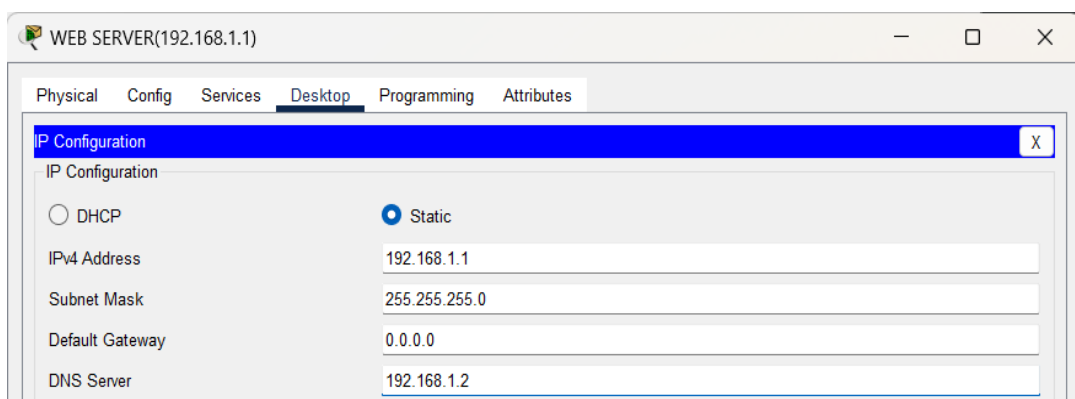 WEB SERVER(192.168.1.1)
Physical Config Services Desktop Programming Attributes
IP Configuration X
IP Configuration
DHCP Static
IPv4 Address 192.168.1.1
Subnet Mask 255.255.255.0
Default Gateway 0.0.0.0
DNS Server 192.168.1.2